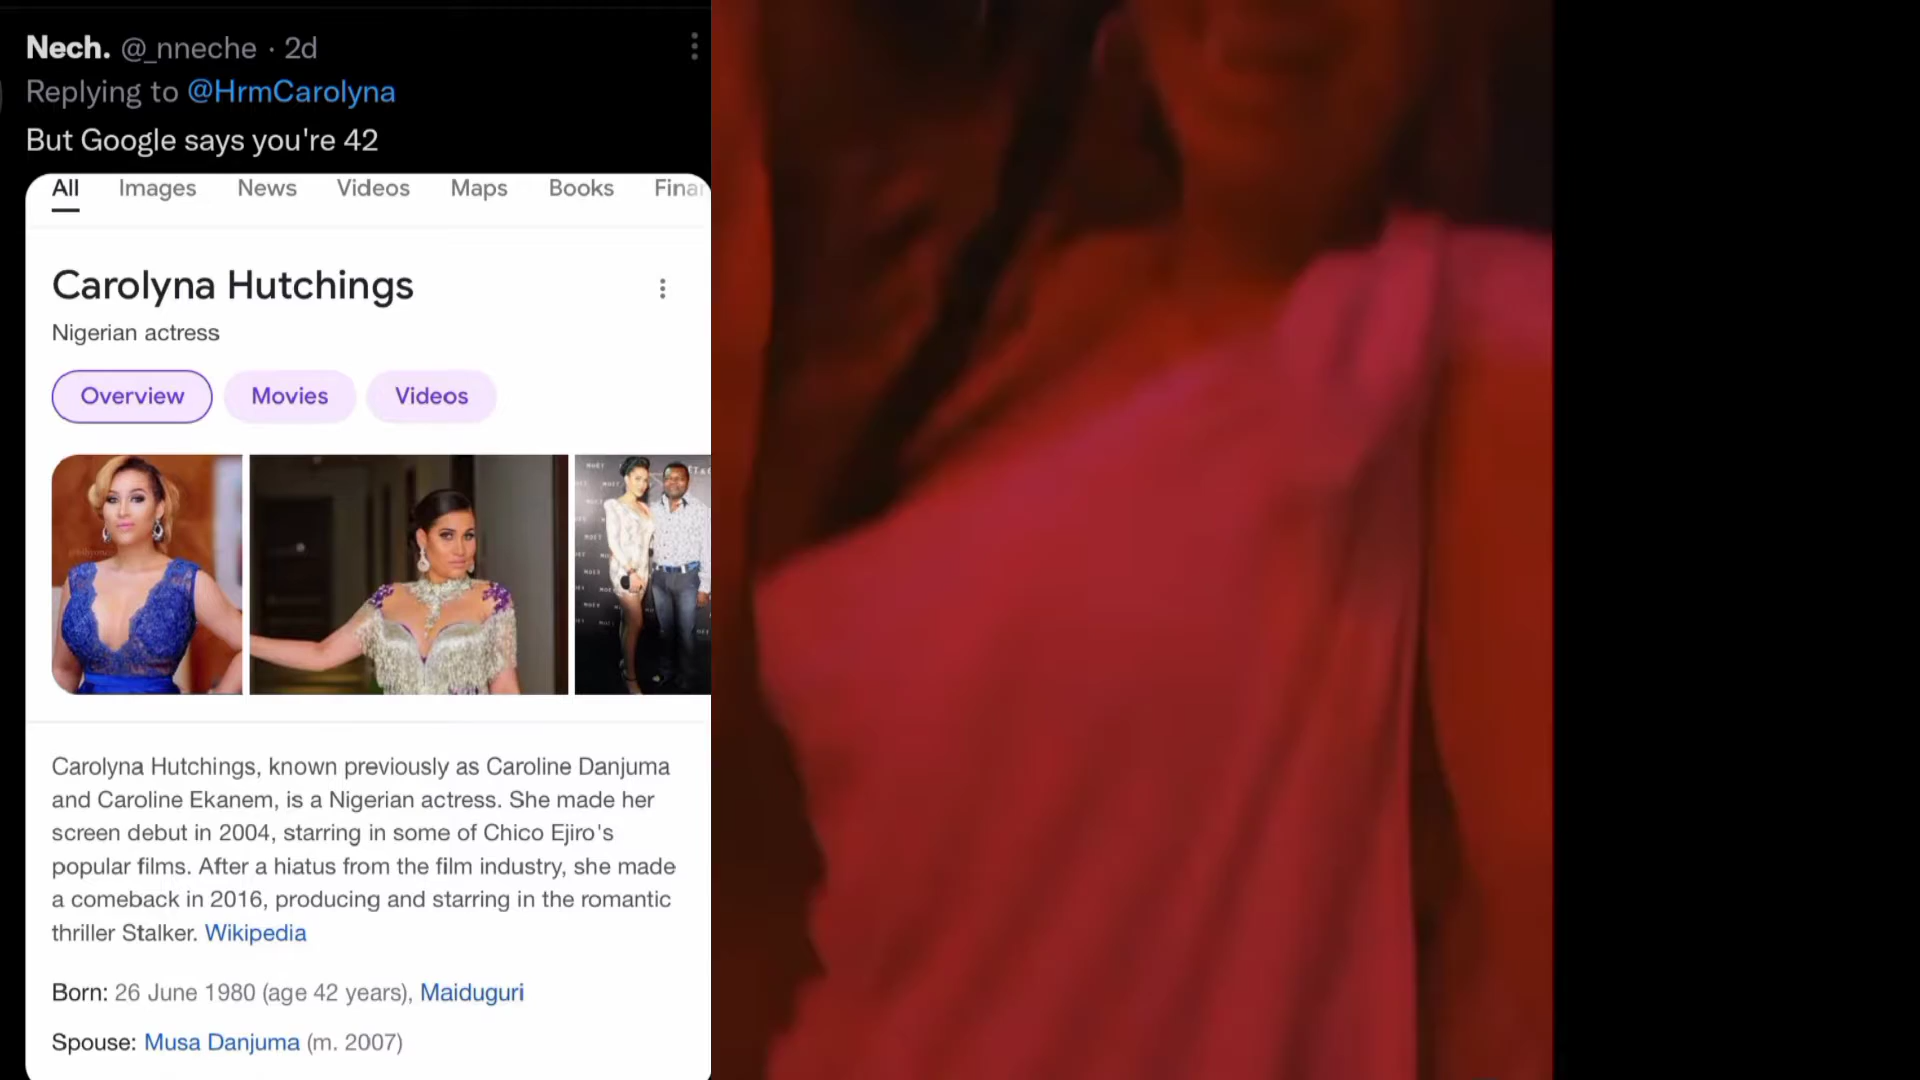 Nech. @_nneche · 2d
Replying to @HrmCarolyna
But Google says you're 42
All Images News Videos Maps Books Finan
Carolyna Hutchings
Nigerian actress
Overview Movies Videos
Carolyna Hutchings, known previously as Caroline Danjuma
and Caroline Ekanem, is a Nigerian actress. She made her
screen debut in 2004, starring in some of Chico Ejiro's
popular films. After a hiatus from the film industry, she made
a comeback in 2016, producing and starring in the romantic
thriller Stalker. Wikipedia
Born: 26 June 1980 (age 42 years), Maiduguri
Spouse: Musa Danjuma (m. 2007)